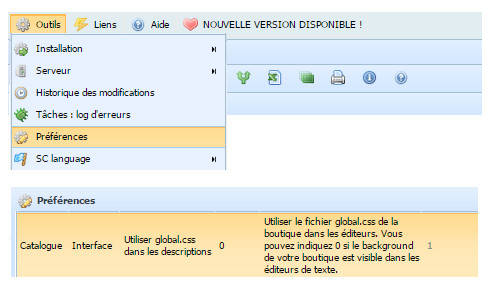 Outils Liens Aide NOUVELLE VERSION DISPONIBLE !
Installation
Serveur
Historique des modifications
Tâches : log d'erreurs
Préférences
SC language
Préférences
Utiliser le fichier global.css de la
boutique dans les éditeurs. Vous
Catalogue Interface Utiliser global.css dans les descriptions 0 pouvez indiquez 0 si le background 1
de votre boutique est visible dans les
éditeurs de texte.